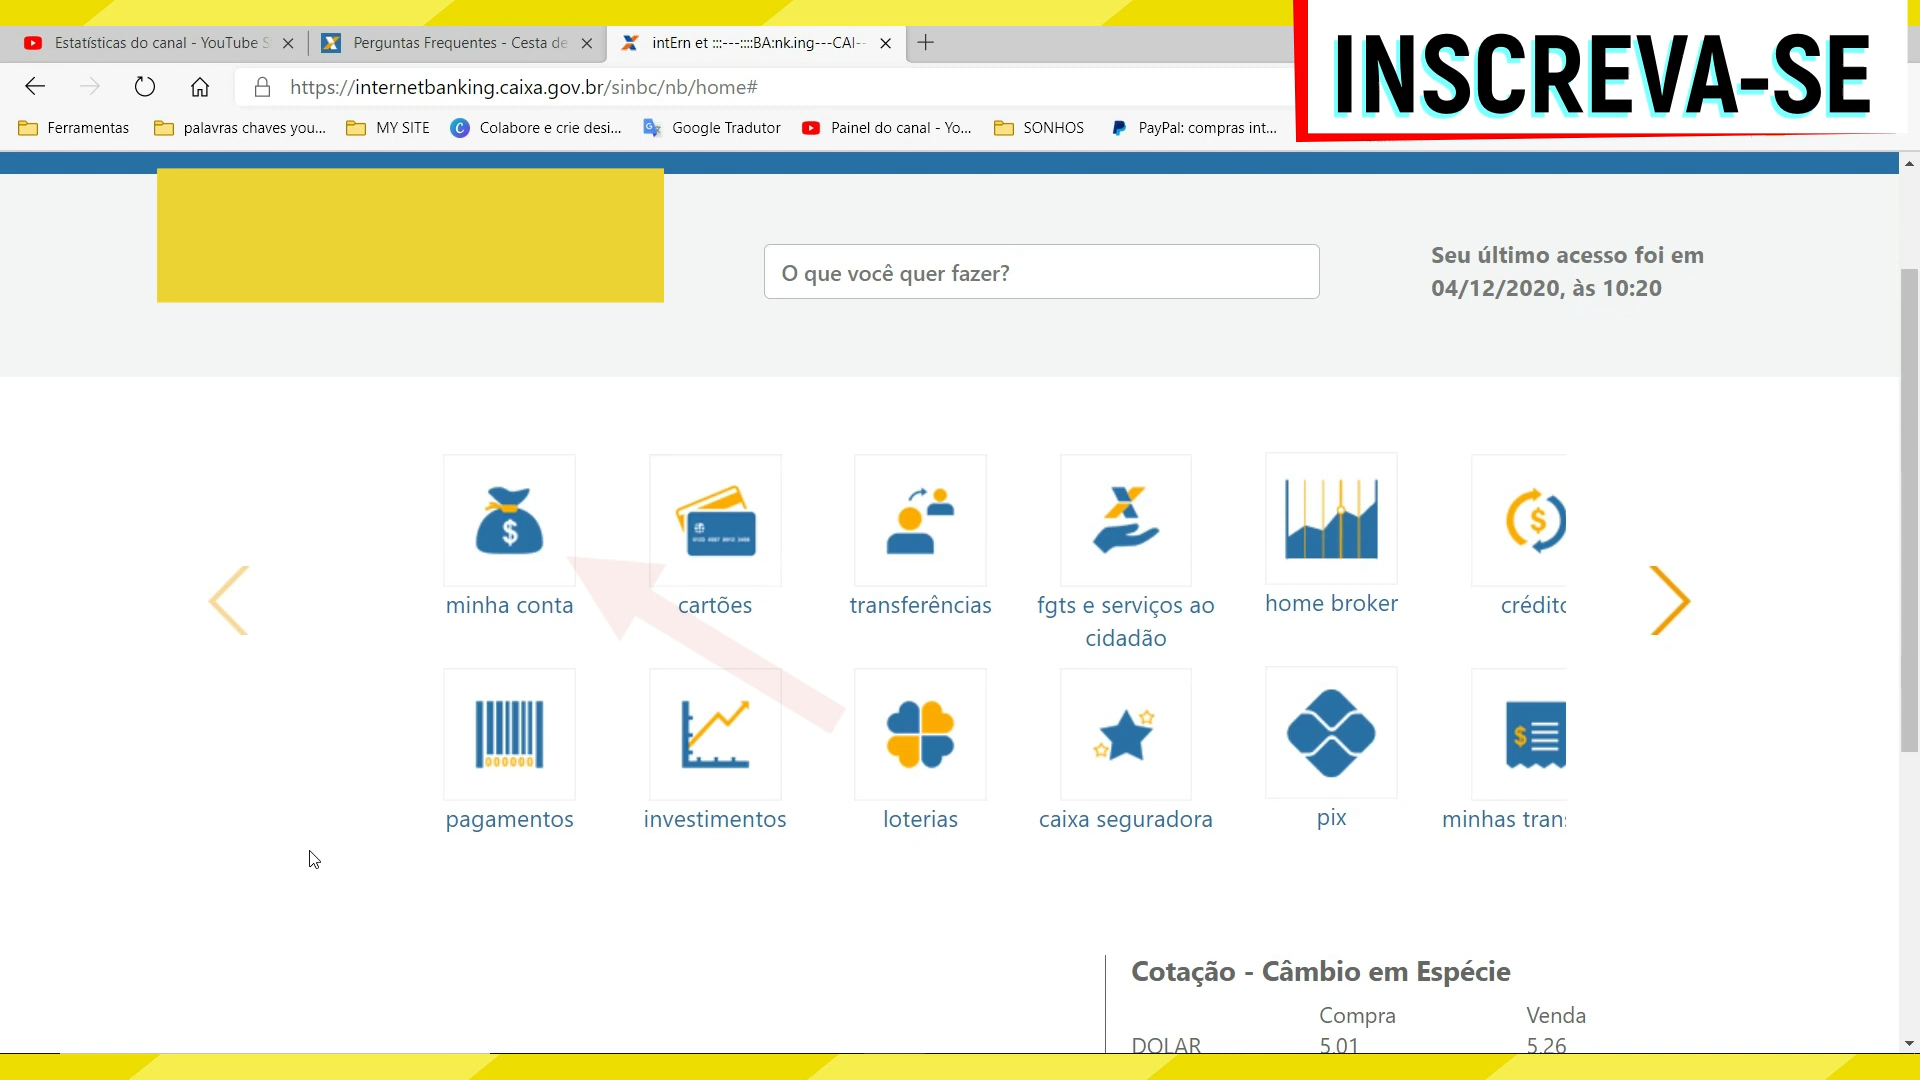 INSCREVA-SE
Estatísticas do canal - YouTube S
Perguntas Frequentes - Cesta de
intErn et :::---::::BA:nk.ing---CAI--
https://internetbanking.caixa.gov.br/sinbc/nb/home#
Ferramentas
palavras chaves you...
MY SITE
Colabore e crie desi...
Google Tradutor
Painel do canal - Yo...
SONHOS
PayPal: compras int...
O que você quer fazer?
Seu último acesso foi em
04/12/2020, às 10:20
minha conta
cartões
transferências
fgts e serviços ao
cidadão
home broker
crédito
pagamentos
investimentos
loterias
caixa seguradora
pix
minhas trans
Cotação - Câmbio em Espécie
Compra
Venda
DOLAR
5.01
5.26